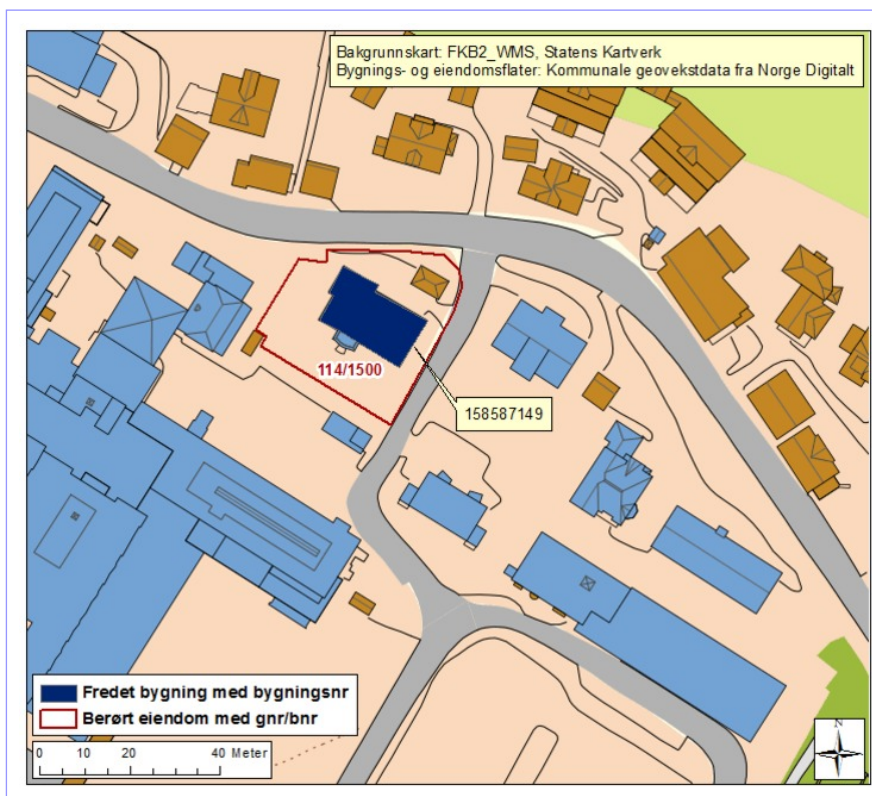 Bakgrunnskart: FKB2_WMS, Statens Kartverk
Bygnings- og eiendomsflater: Kommunale geovekstdata fra Norge Digitalt
114/1500
158587149
Fredet bygning med bygningsnr
Berørt eiendom med gnr/bnr
0 10 20 40 Meter
N